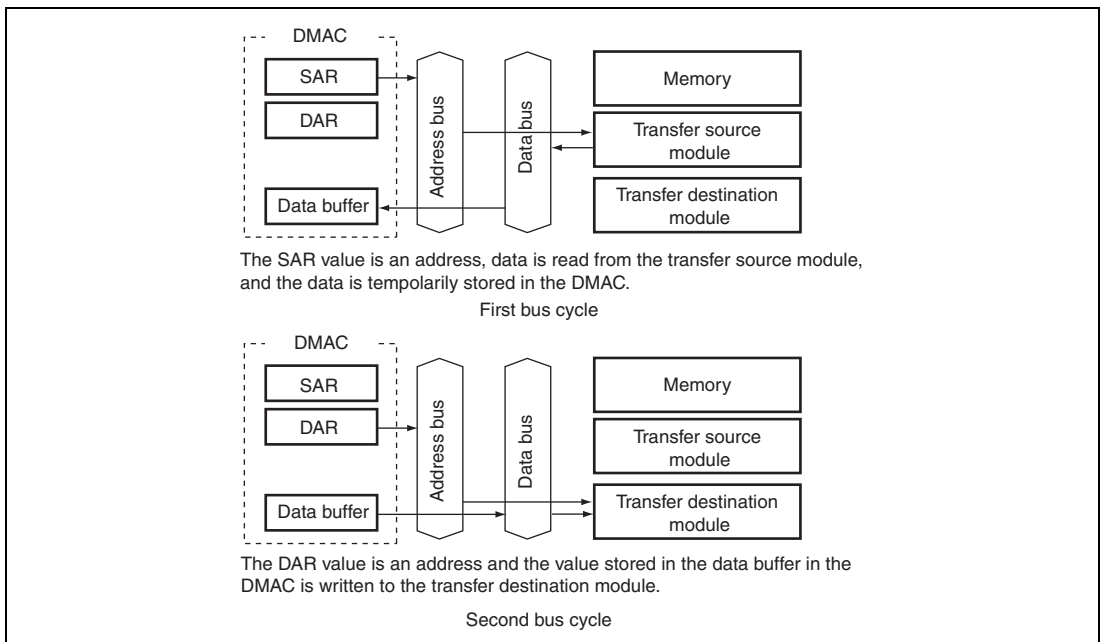 DMAC
SAR
DAR
Data buffer
Address bus
Data bus
Memory
Transfer source
module
Transfer destination
module
The SAR value is an address, data is read from the transfer source module,
and the data is tempolarily stored in the DMAC.
First bus cycle
DMAC
SAR
DAR
Data buffer
Address bus
Data bus
Memory
Transfer source
module
Transfer destination
module
The DAR value is an address and the value stored in the data buffer in the
DMAC is written to the transfer destination module.
Second bus cycle